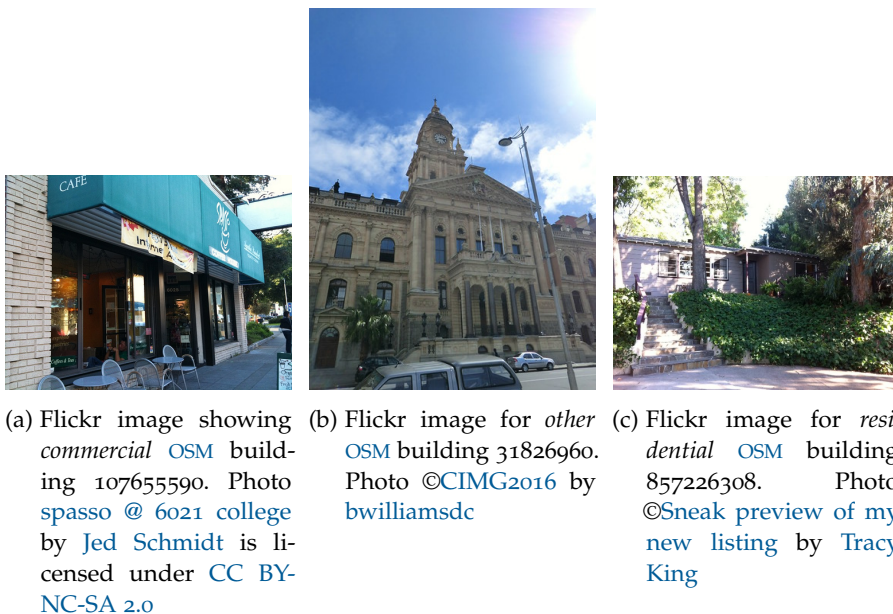 CAFE
(a) Flickr image showing
commercial OSM build-
ing 107655590. Photo
spasso @ 6021 college
by Jed Schmidt is li-
censed under CC BY-
NC-SA 2.0
(b) Flickr image for other
OSM building 31826960.
Photo ©CIMG2016 by
bwilliamsdc
(c) Flickr image for resi
dential OSM building
857226308. Photo
©Sneak preview of my
new listing by Tracy
King